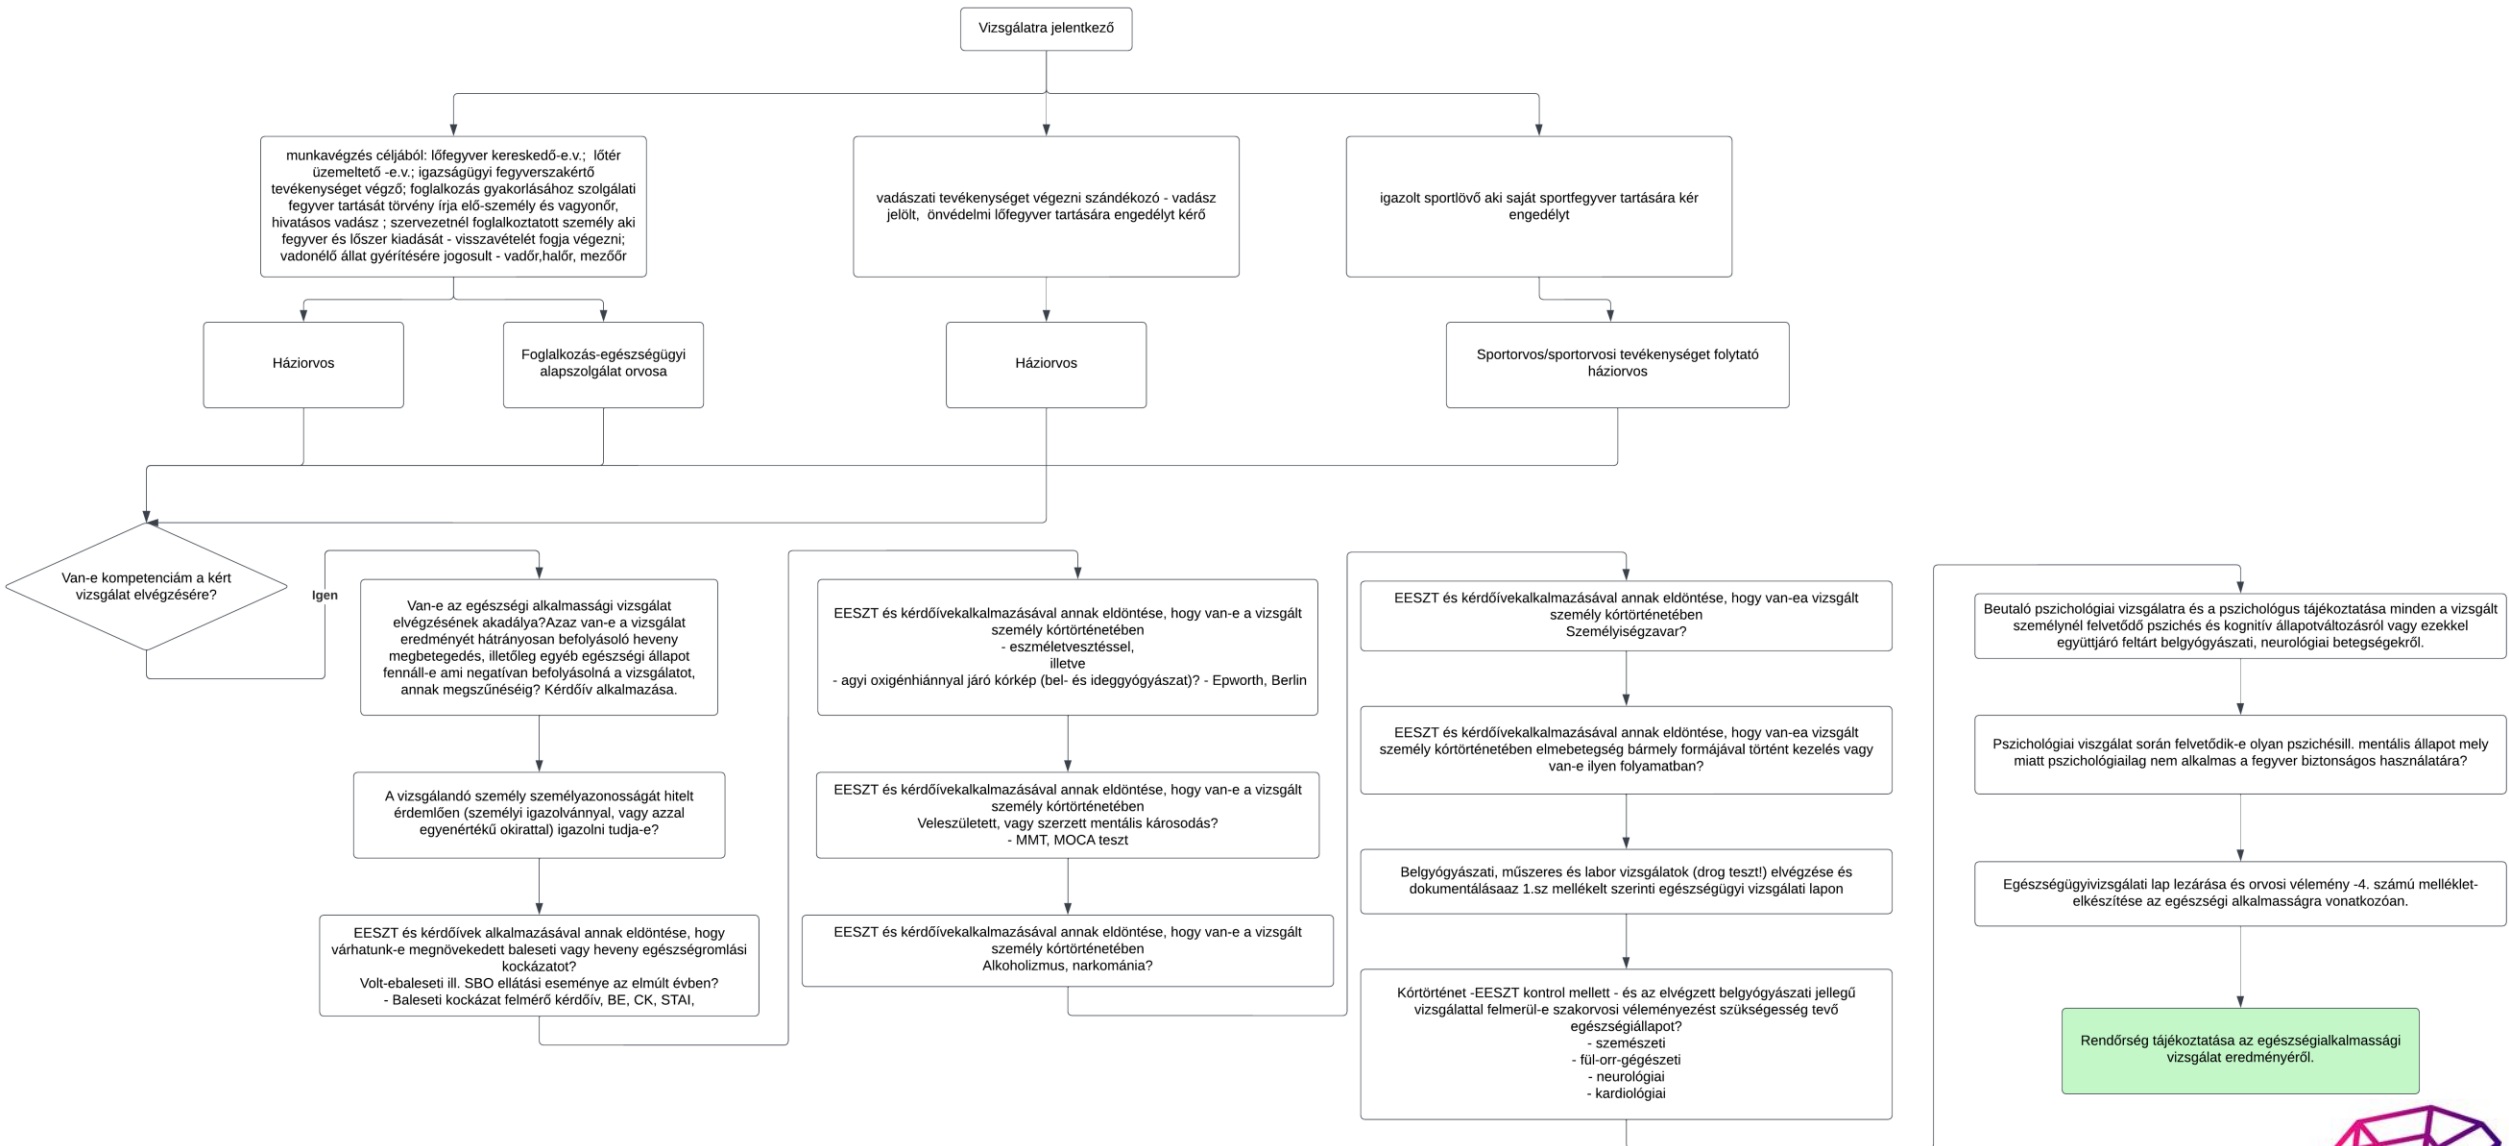 Vizsgálatra jelentkező
munkavégzés céljából: lőfegyver kereskedő-e.v.;  lőtér
üzemeltető -e.v.; igazságügyi fegyverszakértő
tevékenységet végző; foglalkozás gyakorlásához szolgálati
fegyver tartását törvény írja elő-személy és vagyonőr,
hivatásos vadász ; szervezetnél foglalkoztatott személy aki
fegyver és lőszer kiadását - visszavételét fogja végezni;
vadonélő állat gyérítésére jogosult - vadőr,halőr, mezőőr
vadászati tevékenységet végezni szándékozó - vadász
jelölt,  önvédelmi lőfegyver tartására engedélyt kérő
igazolt sportlövő aki saját sportfegyver tartására kér
engedélyt
Háziorvos
Foglalkozás-egészségügyi
alapszolgálat orvosa
Háziorvos
Sportorvos/sportorvosi tevékenységet folytató
háziorvos
Van-e kompetenciám a kért
vizsgálat elvégzésére?
Igen
Van-e az egészségi alkalmassági vizsgálat
elvégzésének akadálya?Azaz van-e a vizsgálat
eredményét hátrányosan befolyásoló heveny
megbetegedés, illetőleg egyéb egészségi állapot
fennáll-e ami negatívan befolyásolná a vizsgálatot,
annak megszűnéséig? Kérdőív alkalmazása.
A vizsgálandó személy személyazonosságát hitelt
érdemlően (személyi igazolvánnyal, vagy azzal
egyenértékű okirattal) igazolni tudja-e?
EESZT és kérdőívek alkalmazásával annak eldöntése, hogy
várhatunk-e megnövekedett baleseti vagy heveny egészségromlási
kockázatot?
Volt-ebaleseti ill. SBO ellátási eseménye az elmúlt évben?
- Baleseti kockázat felmérő kérdőív, BE, CK, STAI,
EESZT és kérdőívekalkalmazásával annak eldöntése, hogy van-e a vizsgált
személy kórtörténetében
- eszméletvesztéssel,
illetve
- agyi oxigénhiánnyal járó kórkép (bel- és ideggyógyászat)? - Epworth, Berlin
EESZT és kérdőívekalkalmazásával annak eldöntése, hogy van-e a vizsgált
személy kórtörténetében
Veleszületett, vagy szerzett mentális károsodás?
- MMT, MOCA teszt
EESZT és kérdőívekalkalmazásával annak eldöntése, hogy van-e a vizsgált
személy kórtörténetében
Alkoholizmus, narkománia?
EESZT és kérdőívekalkalmazásával annak eldöntése, hogy van-ea vizsgált
személy kórtörténetében
Személyiségzavar?
EESZT és kérdőívekalkalmazásával annak eldöntése, hogy van-ea vizsgált
személy kórtörténetében elmebetegség bármely formájával történt kezelés vagy
van-e ilyen folyamatban?
Belgyógyászati, műszeres és labor vizsgálatok (drog teszt!) elvégzése és
dokumentálásaaz 1.sz mellékelt szerinti egészségügyi vizsgálati lapon
Kórtörténet -EESZT kontrol mellett - és az elvégzett belgyógyászati jellegű
vizsgálattal felmerül-e szakorvosi véleményezést szükségesség tevő
egészségiállapot?
- szemészeti
- fül-orr-gégészeti
- neurológiai
- kardiológiai
Beutaló pszichológiai vizsgálatra és a pszichológus tájékoztatása minden a vizsgált
személynél felvetődő pszichés és kognitív állapotváltozásról vagy ezekkel
együttjáró feltárt belgyógyászati, neurológiai betegségekről.
Pszichológiai viszgálat során felvetődik-e olyan pszichésill. mentális állapot mely
miatt pszichológiailag nem alkalmas a fegyver biztonságos használatára?
Egészségügyivizsgálati lap lezárása és orvosi vélemény -4. számú melléklet-
elkészítése az egészségi alkalmasságra vonatkozóan.
Rendőrség tájékoztatása az egészségialkalmassági
vizsgálat eredményéről.